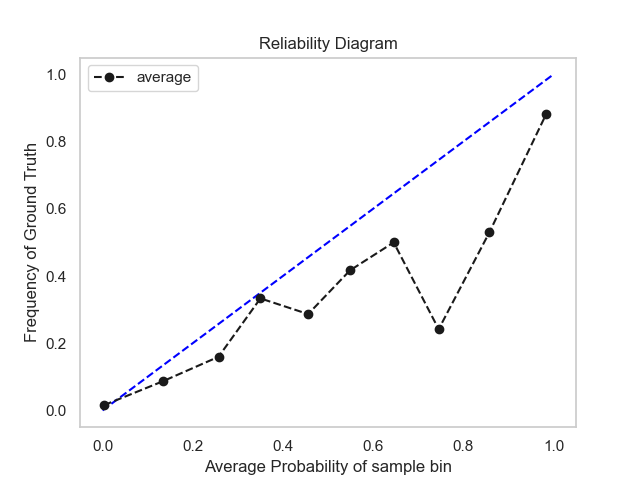 Reliability Diagram
average
Frequency of Ground Truth
1.0
0.8
0.6
0.4
0.2
0.0
0.0 0.2 0.4 0.6 0.8 1.0
Average Probability of sample bin